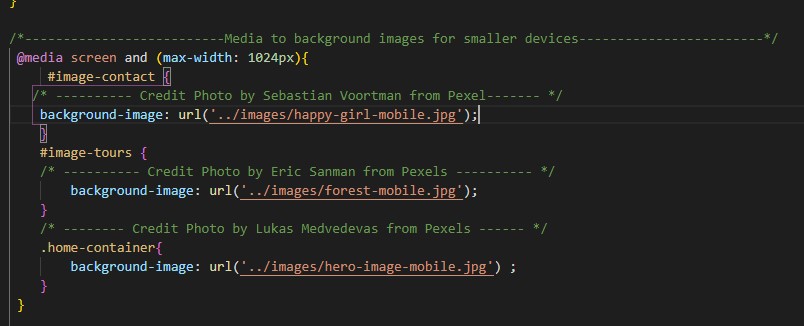 }
/*--------------------------Media to background images for smaller devices------------------------*/
@media screen and (max-width: 1024px){
#image-contact {
/* ---------- Credit Photo by Sebastian Voortman from Pexel------- */
background-image: url('../images/happy-girl-mobile.jpg');
}
#image-tours {
/* --------- Credit Photo by Eric Sanman from Pexels ---------- */
background-image: url('../images/forest-mobile.jpg');
}
/* ---------- Credit Photo by Lukas Medvedevas from Pexels ------ */
.home-container{
background-image: url('../images/hero-image-mobile.jpg') ;
}
}